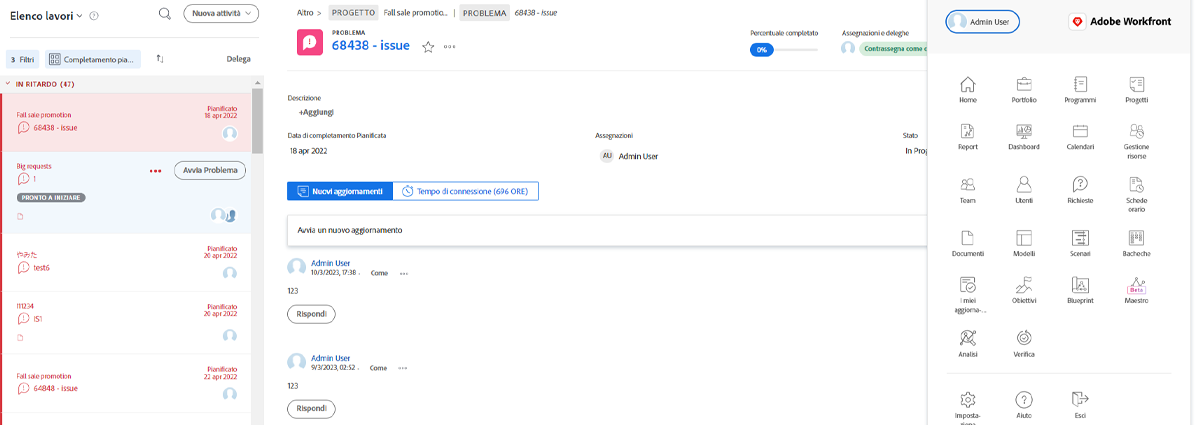 Elenco lavori
Nuova attività
3 Filtri
Completamento pia...
Delega
IN RITARDO (47)
Fall sale promotion
68438 - issue
Pianificato
18 apr 2022
Big requests
1
Avvia Problema
PRONTO A INIZIARE
やみた
test6
Pianificato
20 apr 2022
111234
IS1
Pianificato
20 apr 2022
Fall sale promotion
64848 - issue
Pianificato
22 apr 2022
Altro > PROGETTO Fall sale promotio... | PROBLEMA 68438 - issue
PROBLEMA
68438 - issue
Percentuale completato
0%
Assegnazioni e deleghe
Contrassegna come c
Descrizione
+Aggiungi
Data di completamento Pianificata
18 apr 2022
Assegnazioni
AU Admin User
Stato
In Prog
Nuovi aggiornamenti
Tempo di connessione (696 ORE)
Avvia un nuovo aggiornamento
Admin User
10/3/2023, 17:38 . Come
123
Rispondi
Admin User
9/3/2023, 02:52 . Come
123
Rispondi
Admin User
Adobe Workfront
Home
Portfolio
Programmi
Progetti
Report
Dashboard
Calendari
Gestione
risorse
Team
Utenti
Richieste
Schede
orario
Documenti
Modelli
Scenari
Bacheche
I miei
aggiorna-...
Obiettivi
Blueprint
Beta
Maestro
Analisi
Verifica
Imposta-
zione
Aiuto
Esci